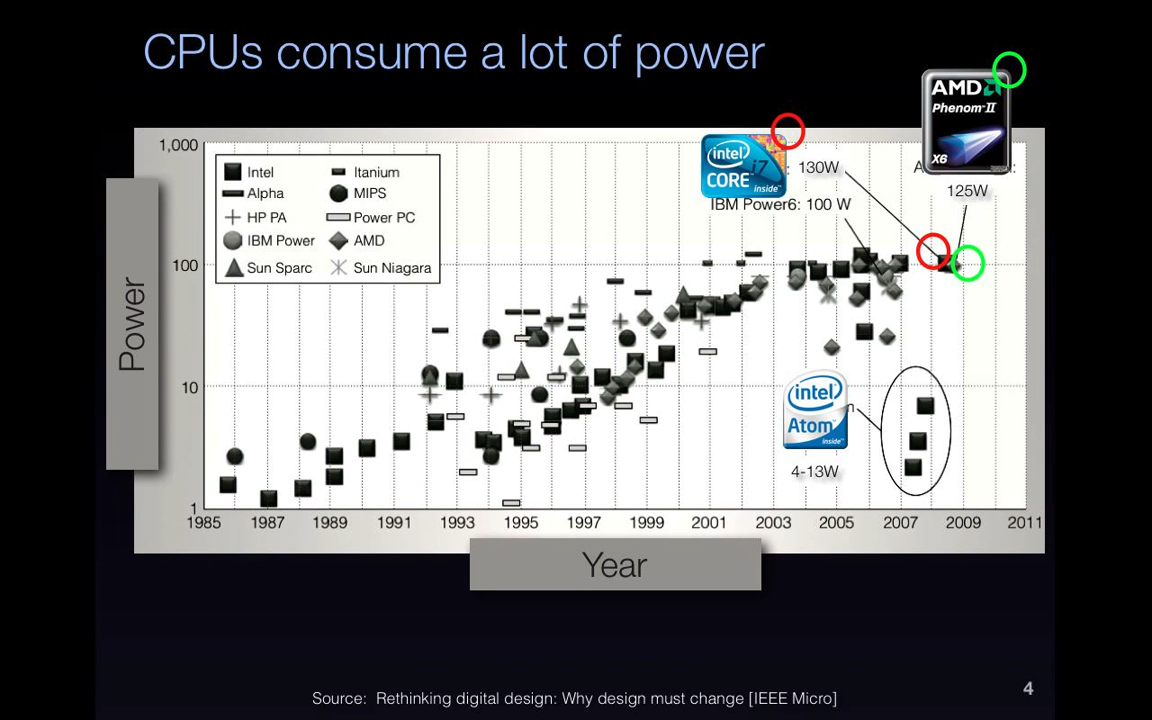 CPUs consume a lot of power
AMD
Phenom II
X6
1,000
100
10
1
Intel
Itanium
Alpha
MIPS
HP PA
Power PC
IBM Power
AMD
Sun Sparc
Sun Niagara
intel
CORE i7
inside™
: 130W
125W
IBM Power6: 100 W
intel
Atom™
inside™
4-13W
Power
1985 1987 1989 1991 1993 1995 1997 1999 2001 2003 2005 2007 2009 2011
Year
Source: Rethinking digital design: Why design must change [IEEE Micro]
4